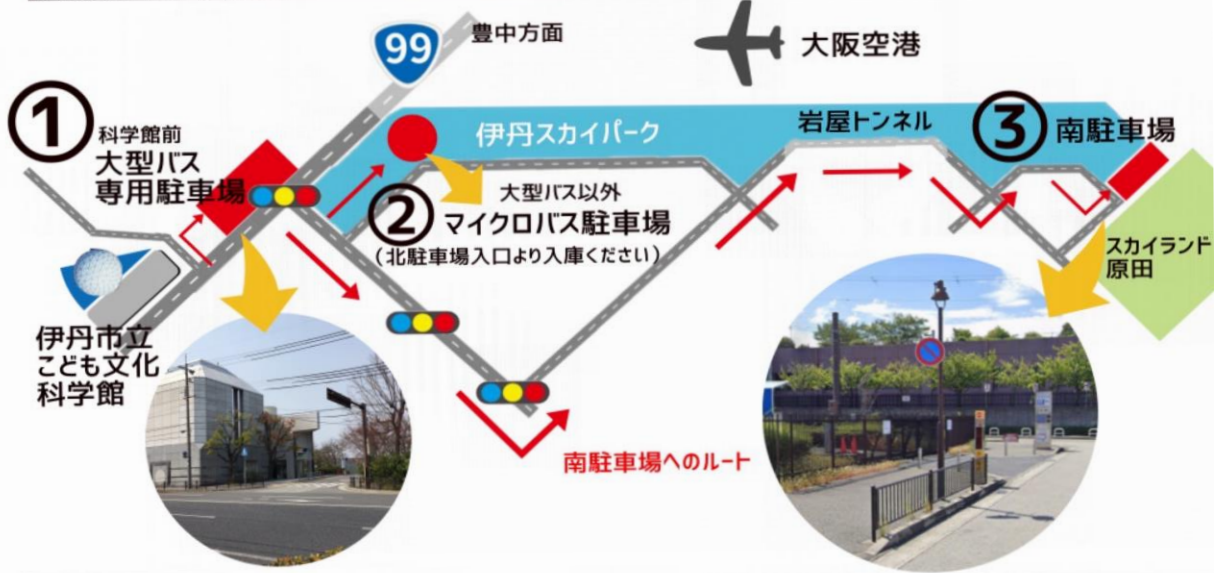 99
豊中方面
大阪空港
①
科学館前
大型バス
専用駐車場
伊丹スカイパーク
岩屋トンネル
③
南駐車場
大型バス以外
②
マイクロバス駐車場
(北駐車場入口より入庫ください)
スカイランド
原田
伊丹市立
こども文化
科学館
南駐車場へのルート